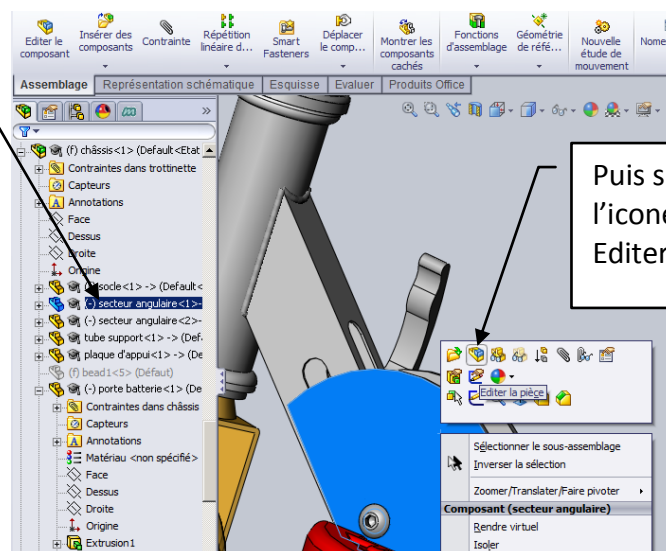 Editer le composant
Insérer des composants
Contrainte
Répétition linéaire d...
Smart Fasteners
Déplacer le comp...
Montrer les composants cachés
Fonctions d'assemblage
Géométrie de réfé...
Nouvelle étude de mouvement
Assemblage Représentation schématique Esquisse Evaluer Produits Office
(f) châssis<1> (Default<Etat
Contraintes dans trottinette
Capteurs
Annotations
Face
Dessus
Droite
Origine
(-) socle<1> -> (Default<
(-) secteur angulaire<1>-
(-) secteur angulaire<2>-
tube support<1> -> (Def.
plaque d'appui<1> -> (De
(f) bead1<5> (Défaut)
(-) porte batterie<1> (De
Contraintes dans châssis
Capteurs
Annotations
Matériau <non spécifié>
Face
Dessus
Droite
Origine
Extrusion1
Puis s
l'icone
Editer
Editer la pièce
Sélectionner le sous-assemblage
Inverser la sélection
Zoomer/Translater/Faire pivoter
Composant (secteur angulaire)
Rendre virtuel
Isoler